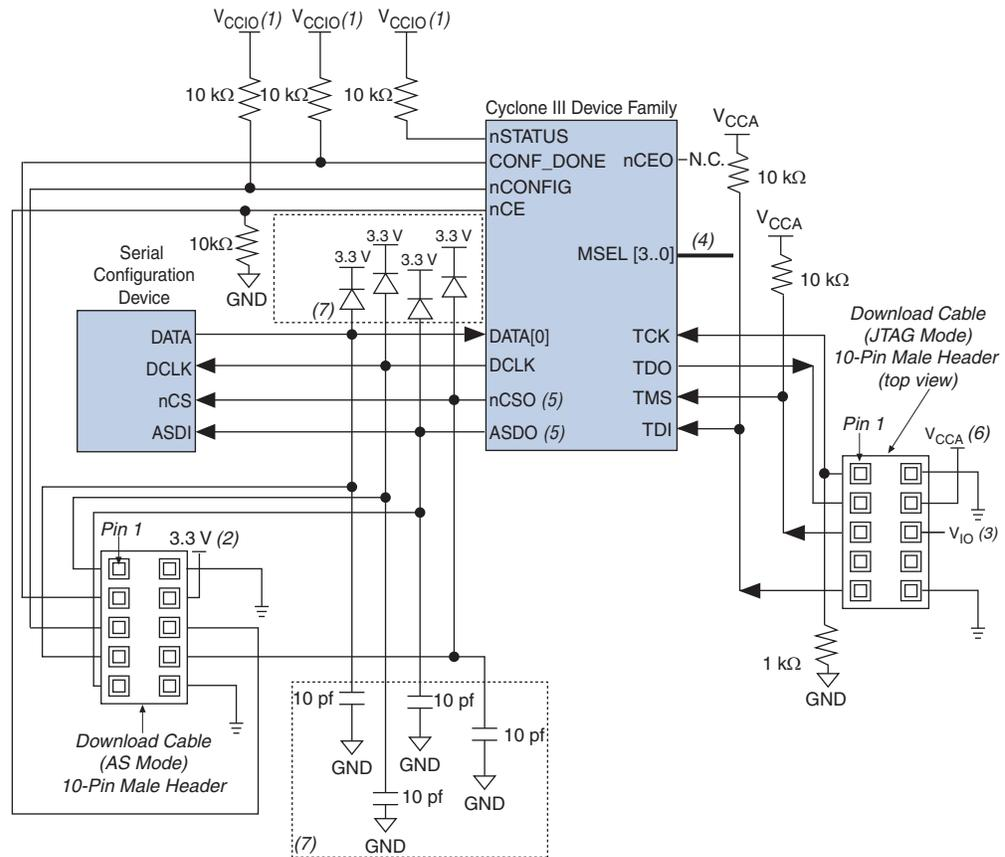 VCCIO(1) VCCIO(1) VCCIO(1)
10 kΩ 10 kΩ 10 kΩ
Cyclone III Device Family
nSTATUS
CONF_DONE
nCONFIG
nCE
nCEO
N.C.
MSEL [3..0]
(4)
DATA[0]
DCLK
nCSO (5)
ASDO (5)
TCK
TDO
TMS
TDI
VCCA
10 kΩ
VCCA
10 kΩ
10kΩ
GND
3.3 V
3.3 V
3.3 V
3.3 V
(7)
Serial
Configuration
Device
DATA
DCLK
nCS
ASDI
Download Cable
(JTAG Mode)
10-Pin Male Header
(top view)
Pin 1
VCCA (6)
VIO (3)
1 kΩ
GND
Pin 1
3.3 V (2)
Download Cable
(AS Mode)
10-Pin Male Header
10 pf
GND
10 pf
GND
10 pf
GND
10 pf
GND
(7)